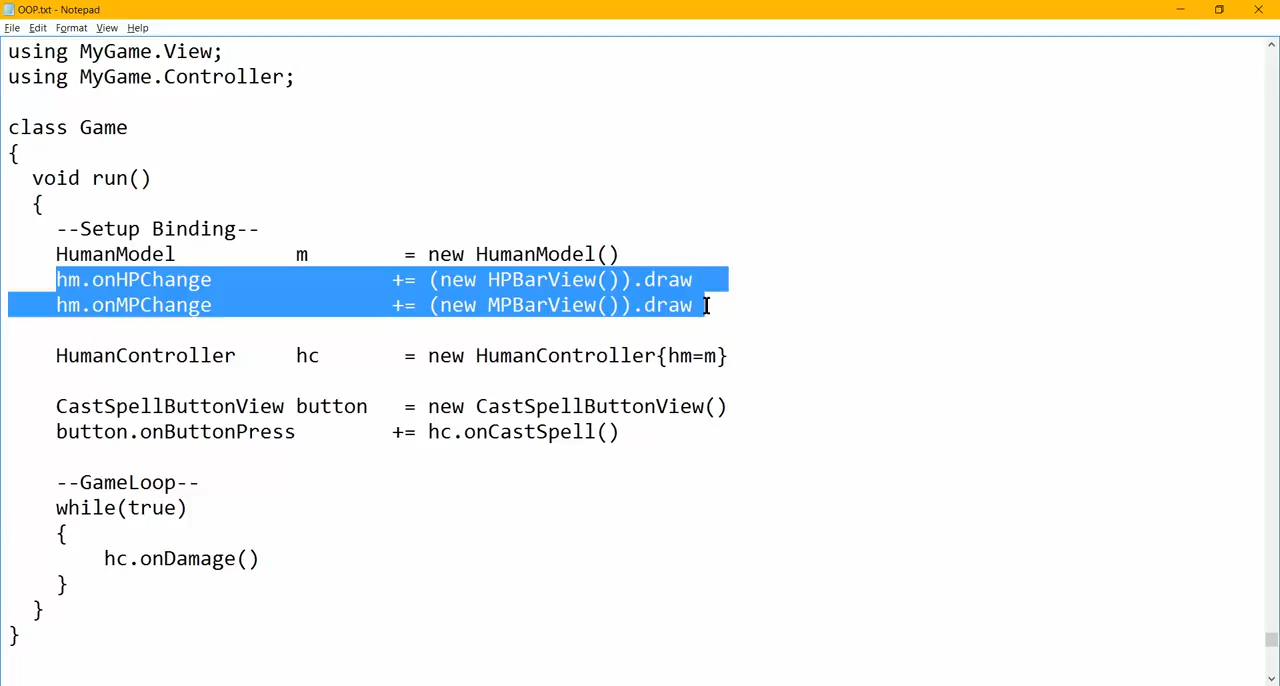 OOP.txt - Notepad
File Edit Format View Help
using MyGame.View;
using MyGame.Controller;
class Game
{
void run()
{
--Setup Binding--
HumanModel m = new HumanModel()
hm.onHPChange += (new HPBarView()).draw
hm.onMPChange += (new MPBarView()).draw
HumanController hc = new HumanController{hm=m}
CastSpellButtonView button = new CastSpellButtonView()
button.onButtonPress += hc.onCastSpell()
--GameLoop--
while(true)
{
hc.onDamage()
}
}
}